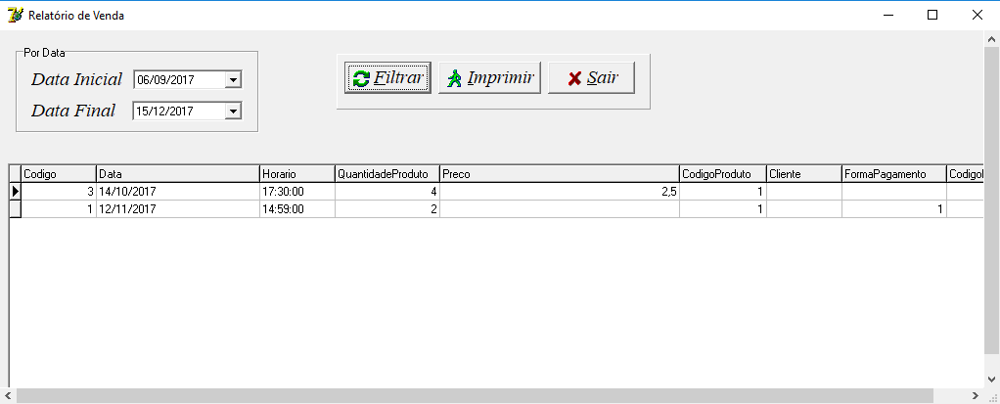 Relatório de Venda
Por Data
Data Inicial 06/09/2017
Data Final 15/12/2017
Filtrar Imprimir Sair
Codigo Data Horario QuantidadeProduto Preco CodigoProduto Cliente FormaPagamento Codigo
3 14/10/2017 17:30:00 4 2,5 1
1 12/11/2017 14:59:00 2 1 1